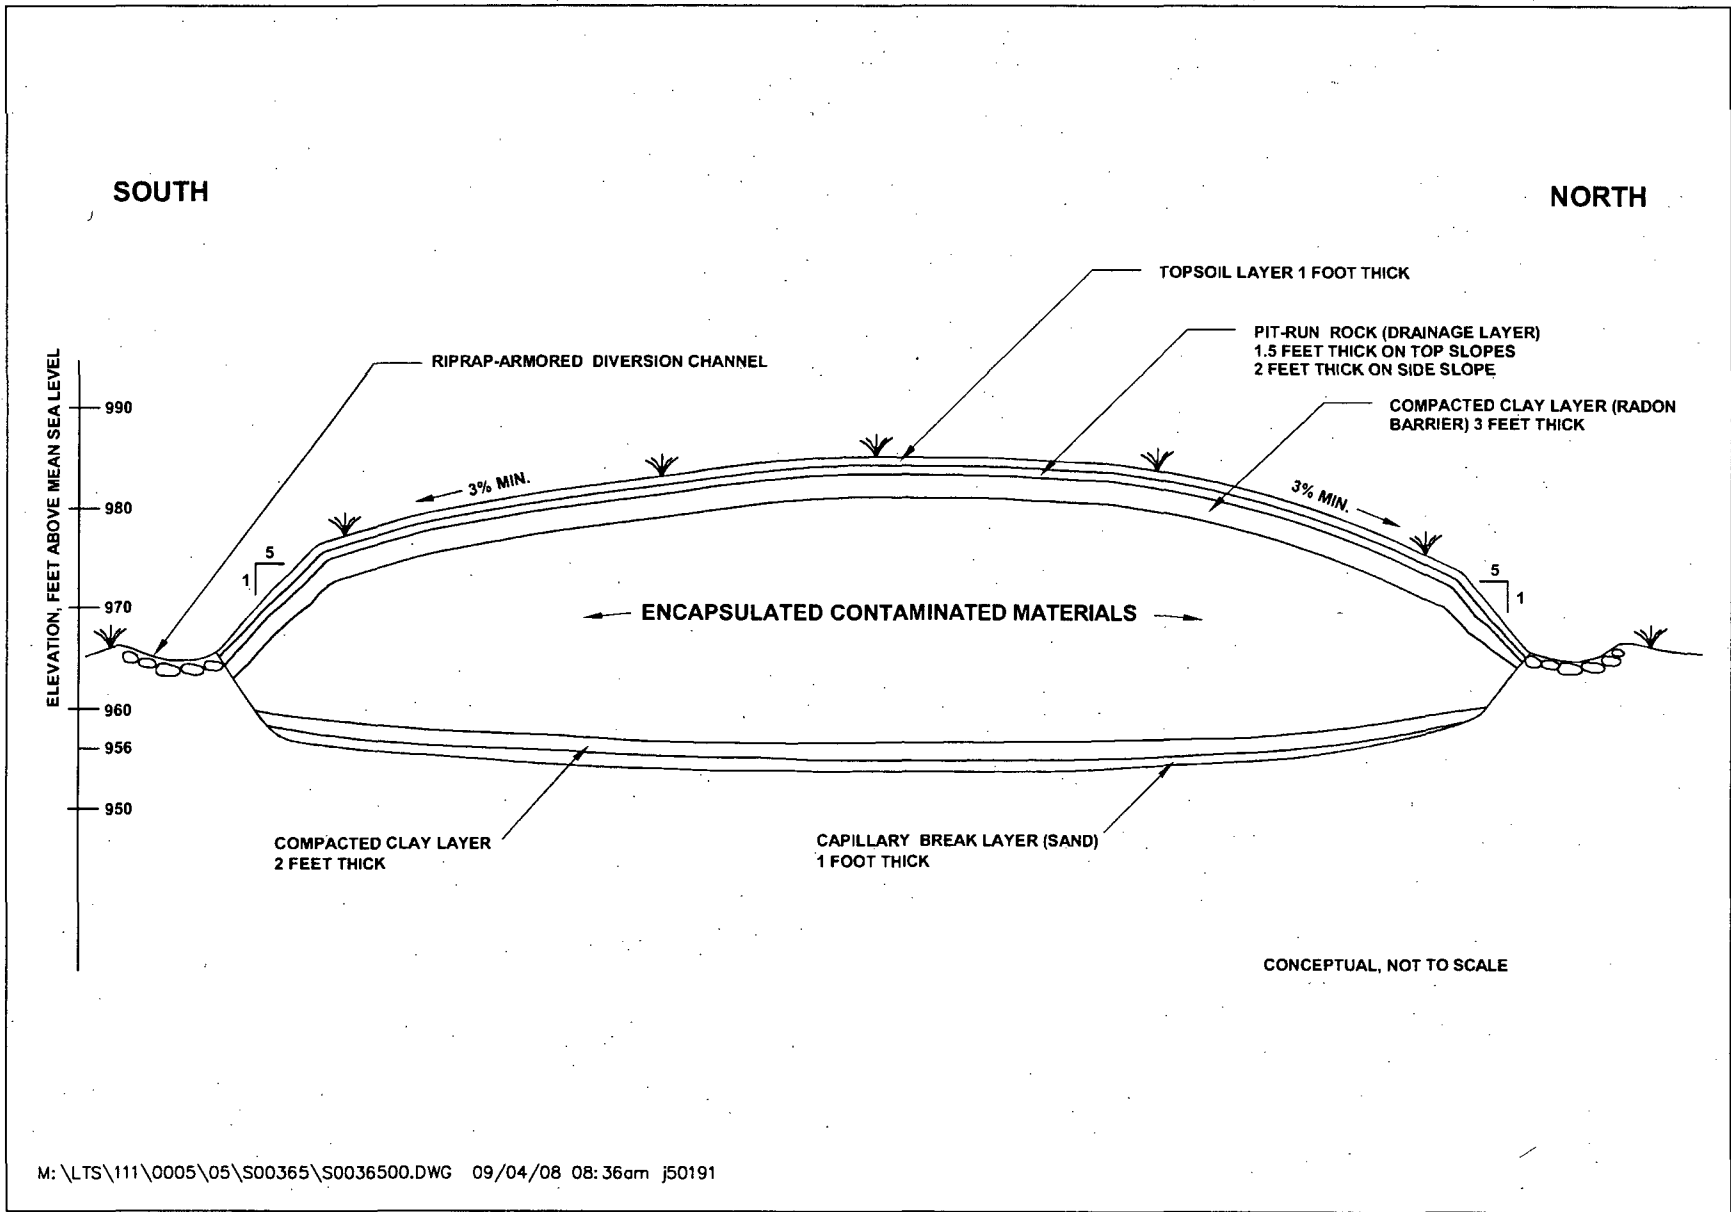 SOUTH
NORTH
TOPSOIL LAYER 1 FOOT THICK
PIT-RUN ROCK (DRAINAGE LAYER)
1.5 FEET THICK ON TOP SLOPES
2 FEET THICK ON SIDE SLOPE
RIPRAP-ARMORED DIVERSION CHANNEL
COMPACTED CLAY LAYER (RADON
BARRIER) 3 FEET THICK
ELEVATION, FEET ABOVE MEAN SEA LEVEL
990
980
970
960
956
950
3% MIN.
3% MIN.
5
1
5
1
ENCAPSULATED CONTAMINATED MATERIALS
COMPACTED CLAY LAYER
2 FEET THICK
CAPILLARY BREAK LAYER (SAND)
1 FOOT THICK
CONCEPTUAL, NOT TO SCALE
M:\LTS\111\0005\05\S00365\S0036500.DWG 09/04/08 08:36am j50191